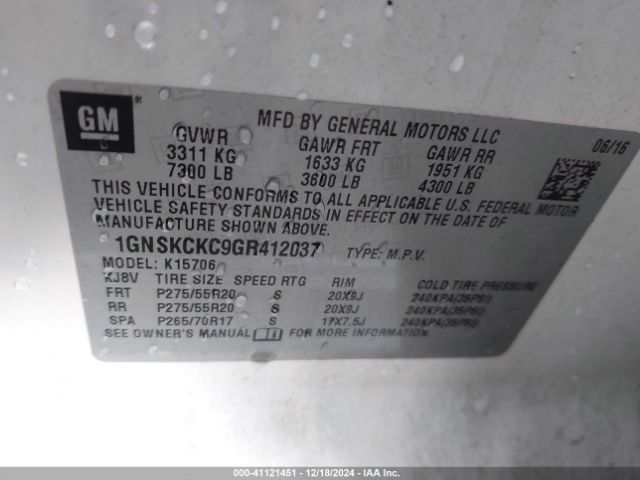 GM ®
MFD BY GENERAL MOTORS LLC
06/16
GVWR GAWR FRT GAWR RR
3311 KG 1633 KG 1951 KG
7300 LB 3600 LB 4300 LB
THIS VEHICLE CONFORMS TO ALL APPLICABLE U.S. FEDERAL MOTOR
VEHICLE SAFETY STANDARDS IN EFFECT ON THE DATE OF
MANUFACTURE SHOWN ABOVE.
1GNSKCKC9GR412037 TYPE: M.P.V.
MODEL: K15706
XJ8V TIRE SIZE SPEED RTG RIM COLD TIRE PRESSURE
FRT P275/55R20 S 20X9J 240KPA(35PSI)
RR P275/55R20 S 20X9J 240KPA(35PSI)
SPA P265/70R17 S 17X7.5J 240KPA(35PSI)
SEE OWNER'S MANUAL FOR MORE INFORMATION
000-41121451 - 12/18/2024 - IAAI.com